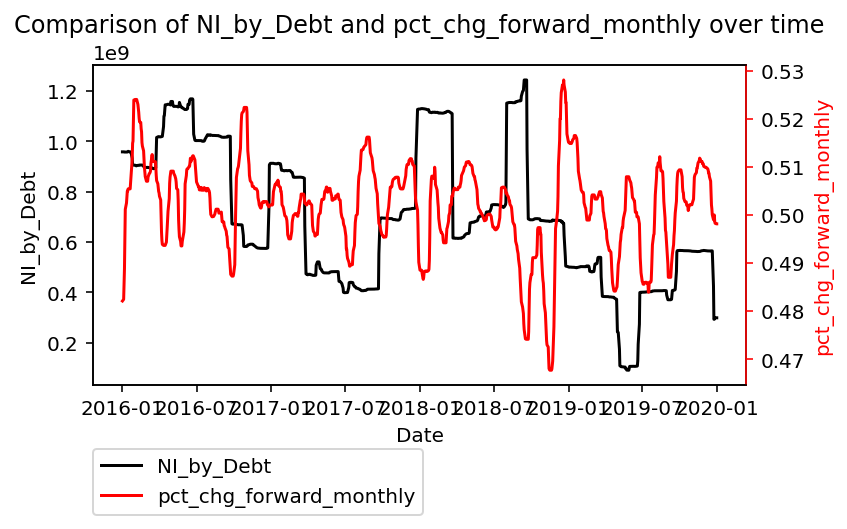 Comparison of NI_by_Debt and pct_chg_forward_monthly over time
1e9
1.2
1.0
0.8
0.6
0.4
0.2
NI_by_Debt
0.53
0.52
0.51
0.50
0.49
0.48
0.47
pct_chg_forward_monthly
2016-01 2016-07 2017-01 2017-07 2018-01 2018-07 2019-01 2019-07 2020-01
Date
NI_by_Debt
pct_chg_forward_monthly